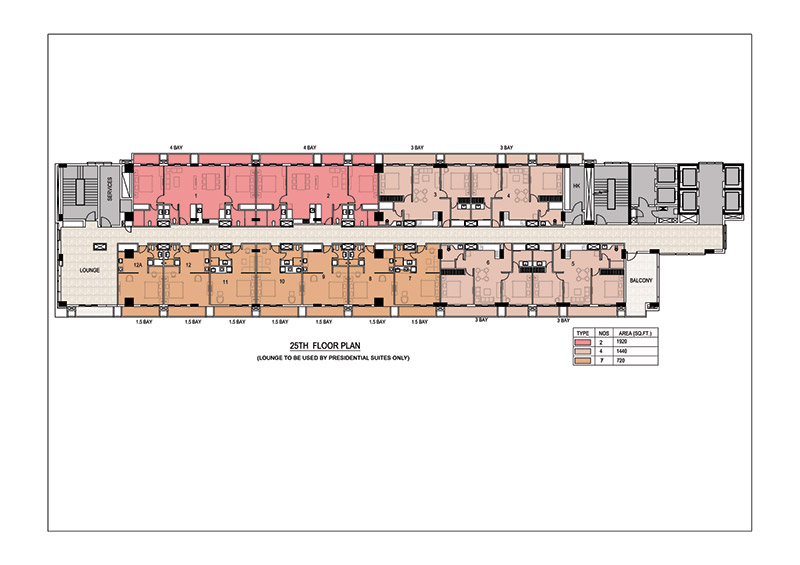 4 BAY
4 BAY
3 BAY
3 BAY
SERVICES
1
2
3
4
HK
LOUNGE
12A
12
11
10
9
8
7
6
5
BALCONY
1.5 BAY
1.5 BAY
1.5 BAY
1.5 BAY
1.5 BAY
1.5 BAY
1.5 BAY
3 BAY
3 BAY
25TH FLOOR PLAN
(LOUNGE TO BE USED BY PRESIDENTIAL SUITES ONLY)
TYPE NOS AREA (SQ.FT.)
2 1920
4 1440
7 720